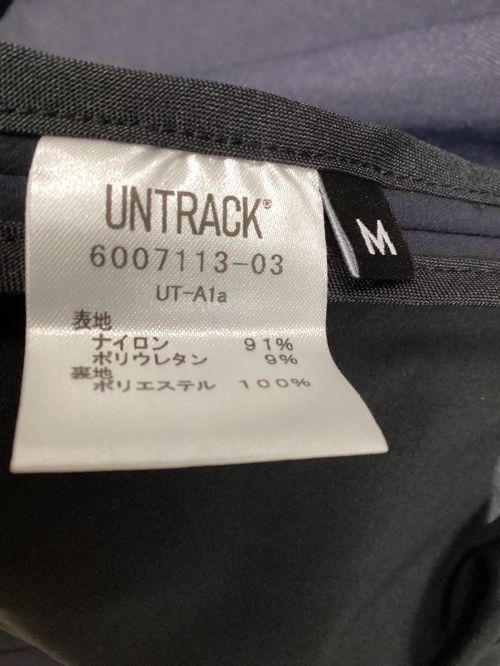 UNTRACK®
6007113-03
UT-A1a
表地
ナイロン 91%
ポリウレタン 9%
裏地
ポリエステル 100%
M